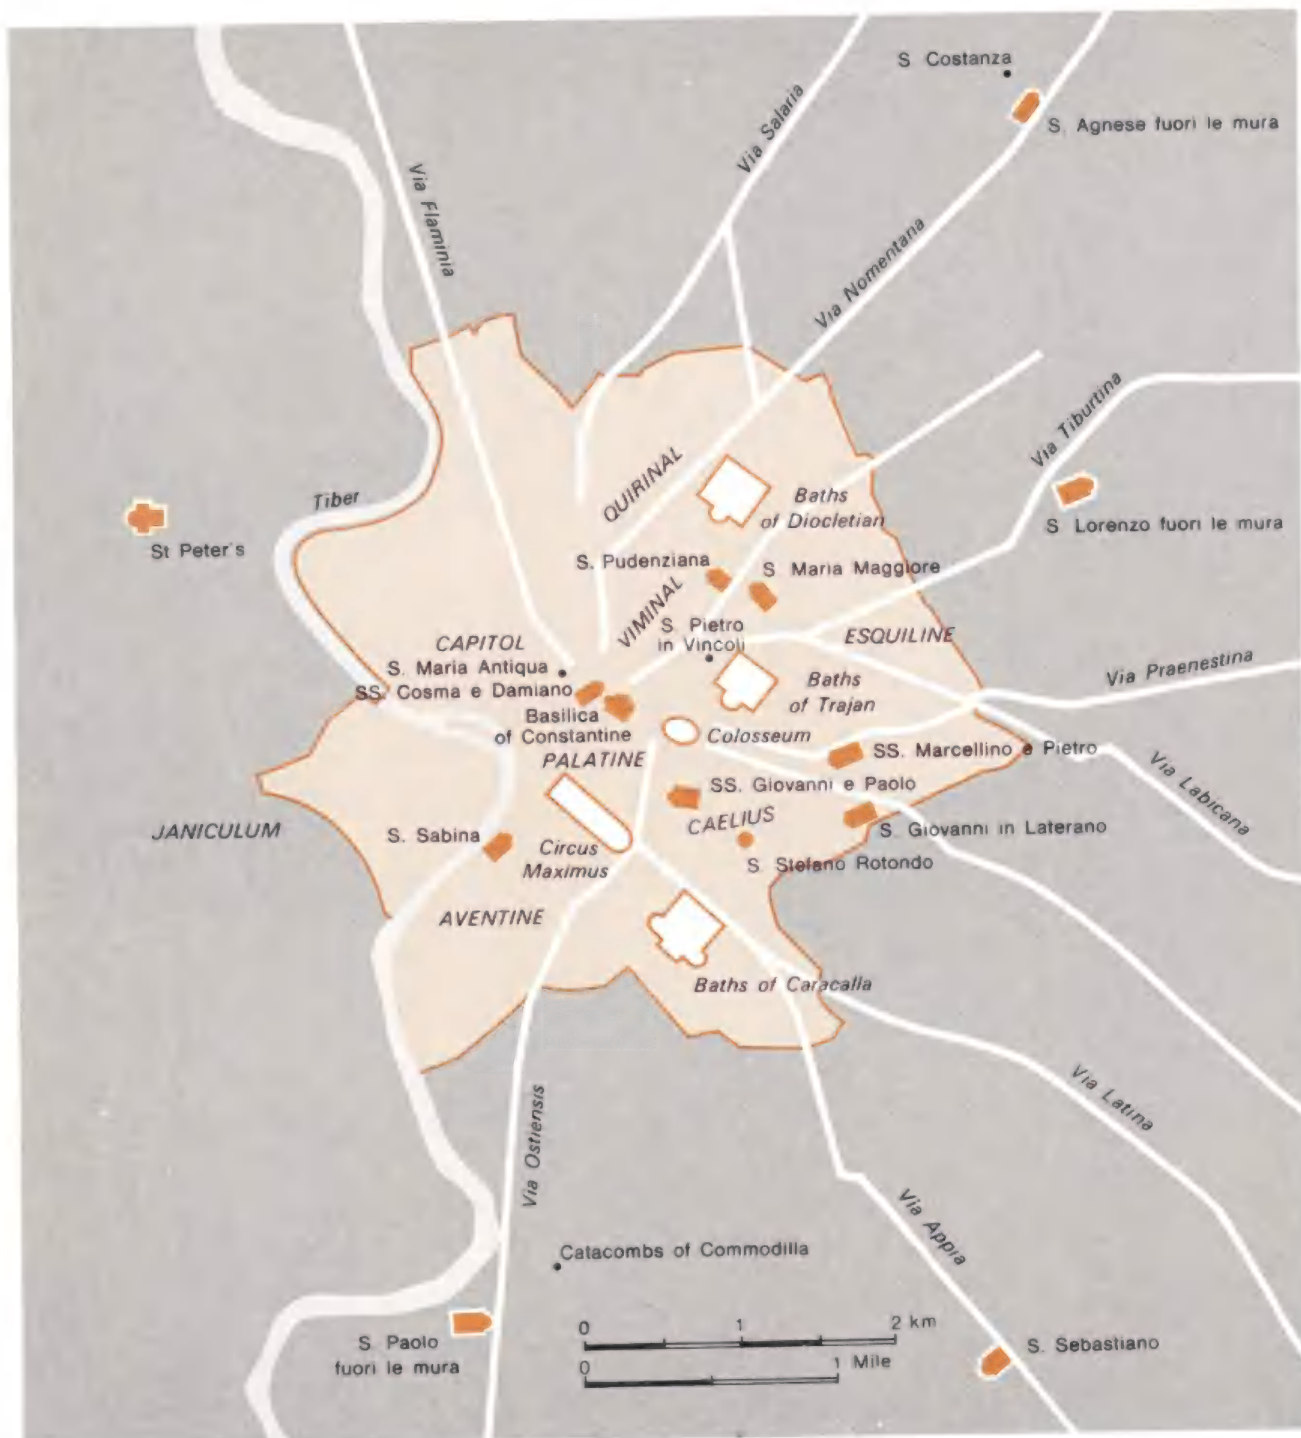 S Costanza
S. Agnese fuori le mura
Via Salaria
Via Flaminia
Via Nomentana
Via Tiburtina
QUIRINAL
Tiber
Baths
of Diocletian
S Lorenzo fuori le mura
St Peter's
S. Pudenziana
S Maria Maggiore
VIMINAL
S. Pietro
in Vincoli
ESQUILINE
CAPITOL
S. Maria Antiqua
SS. Cosma e Damiano
Baths
of Trajan
Via Praenestina
Basilica
of Constantine
Colosseum
SS. Marcellino e Pietro
PALATINE
SS. Giovanni e Paolo
Via Labicana
CAELIUS
S. Giovanni in Laterano
JANICULUM
S. Sabina
Circus
Maximus
S Stefano Rotondo
AVENTINE
Baths of Caracalla
Via Latina
Via Ostiensis
Via Appia
Catacombs of Commodilla
0 1 2 km
0 1 Mile
S Paolo
fuori le mura
S. Sebastiano